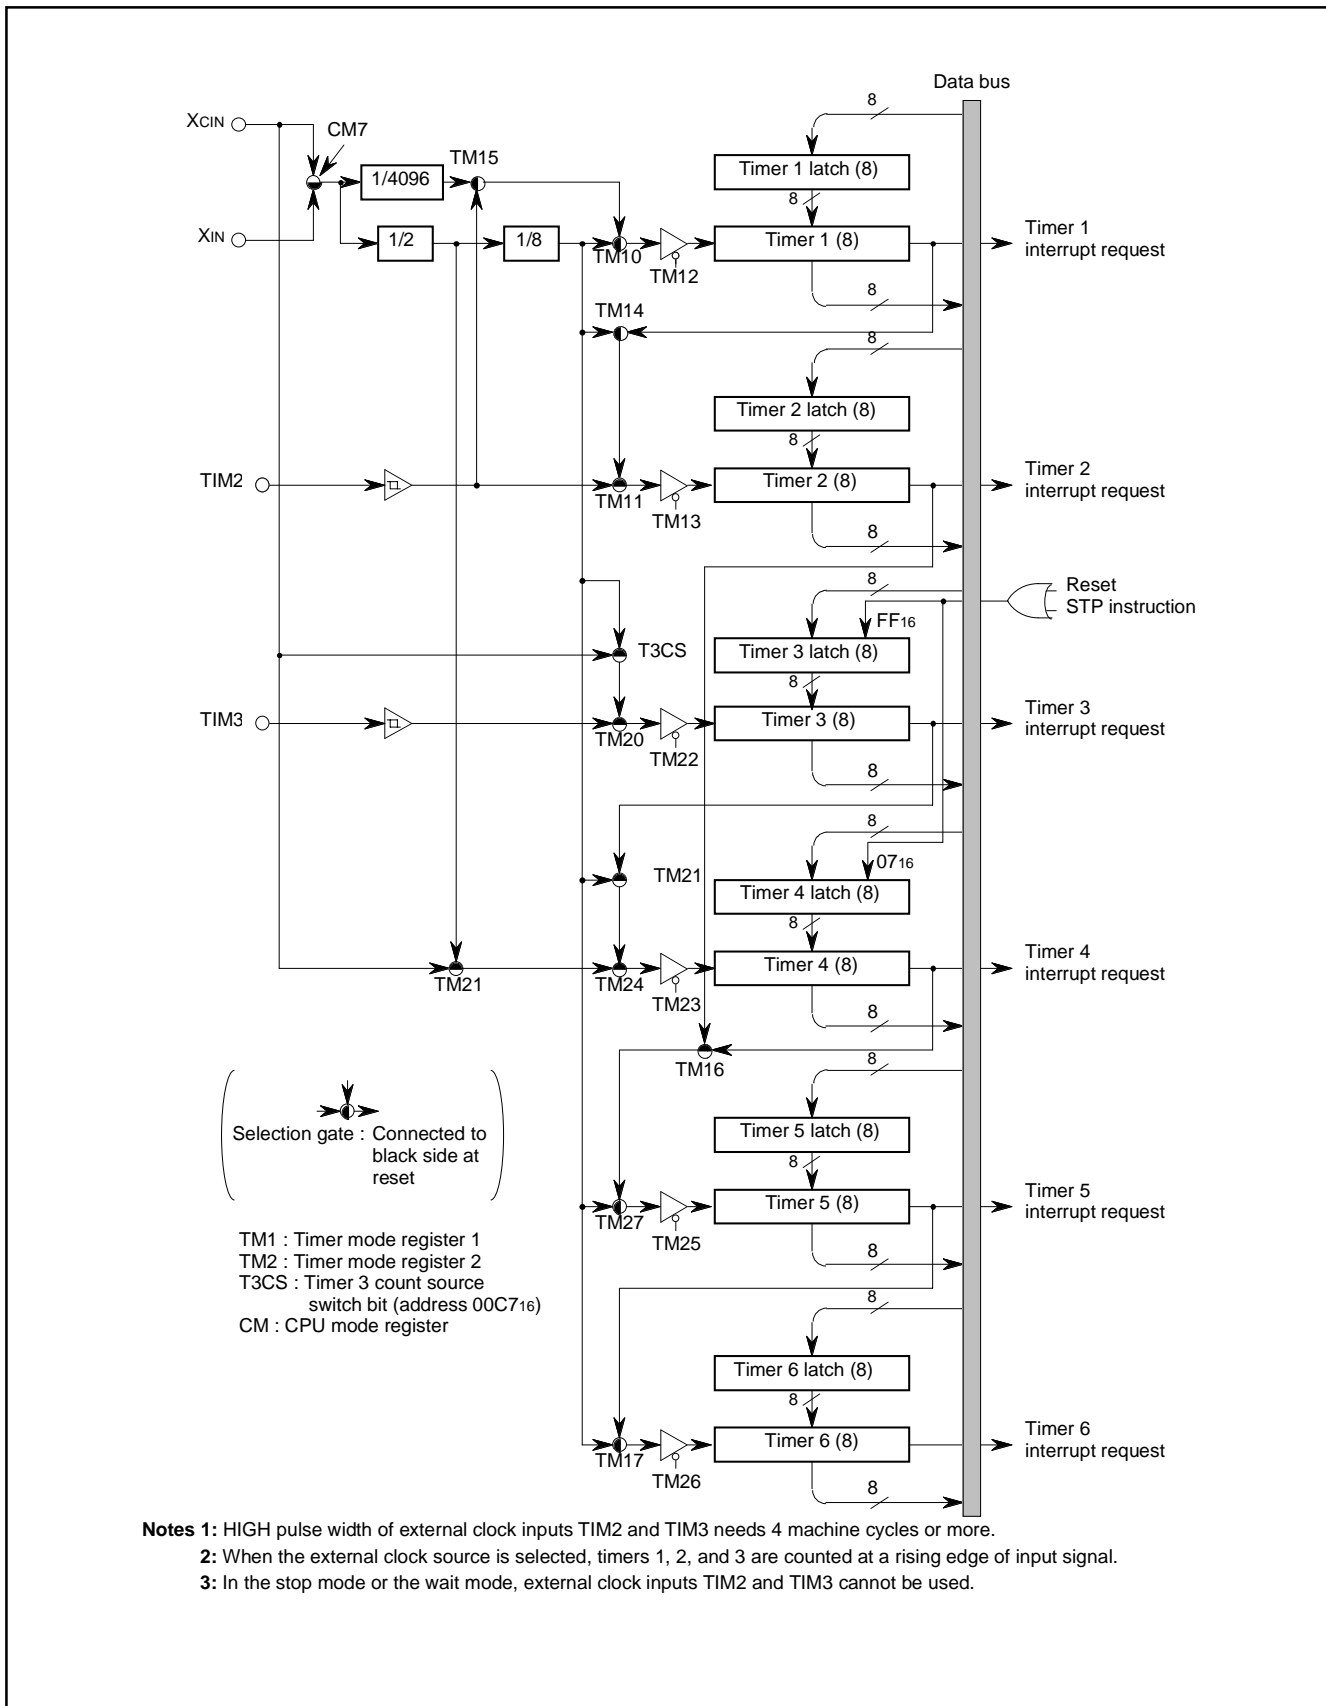 Data bus
8
XCIN
CM7
TM15
1/4096
Timer 1 latch (8)
8
XIN
1/2
1/8
TM10
TM12
Timer 1 (8)
Timer 1
interrupt request
8
TM14
8
Timer 2 latch (8)
8
TIM2
TM11
TM13
Timer 2 (8)
Timer 2
interrupt request
8
8
Reset
STP instruction
FF16
T3CS
Timer 3 latch (8)
8
TIM3
TM20
TM22
Timer 3 (8)
Timer 3
interrupt request
8
8
0716
TM21
Timer 4 latch (8)
8
TM21
TM24
TM23
Timer 4 (8)
Timer 4
interrupt request
8
TM16
8
Selection gate : Connected to
black side at
reset
Timer 5 latch (8)
8
TM27
TM25
Timer 5 (8)
Timer 5
interrupt request
8
TM1 : Timer mode register 1
TM2 : Timer mode register 2
T3CS : Timer 3 count source
switch bit (address 00C716)
CM : CPU mode register
8
Timer 6 latch (8)
8
TM17
TM26
Timer 6 (8)
Timer 6
interrupt request
8
Notes 1: HIGH pulse width of external clock inputs TIM2 and TIM3 needs 4 machine cycles or more.
2: When the external clock source is selected, timers 1, 2, and 3 are counted at a rising edge of input signal.
3: In the stop mode or the wait mode, external clock inputs TIM2 and TIM3 cannot be used.